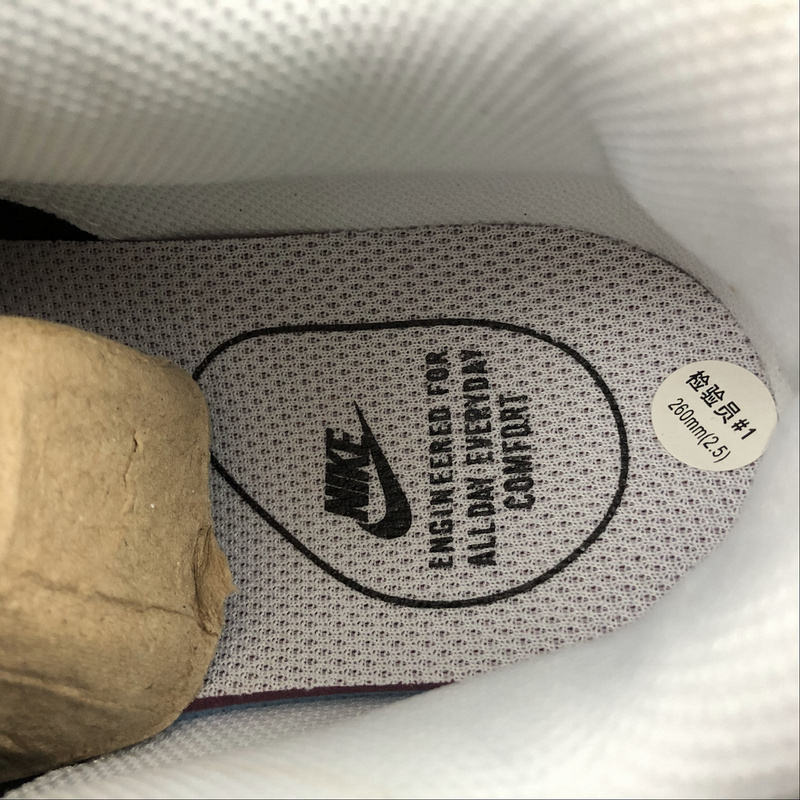 NIKE
ENGINEERED FOR
ALL DAY EVERYDAY
COMFORT
检验员#1
260mm(2.5)